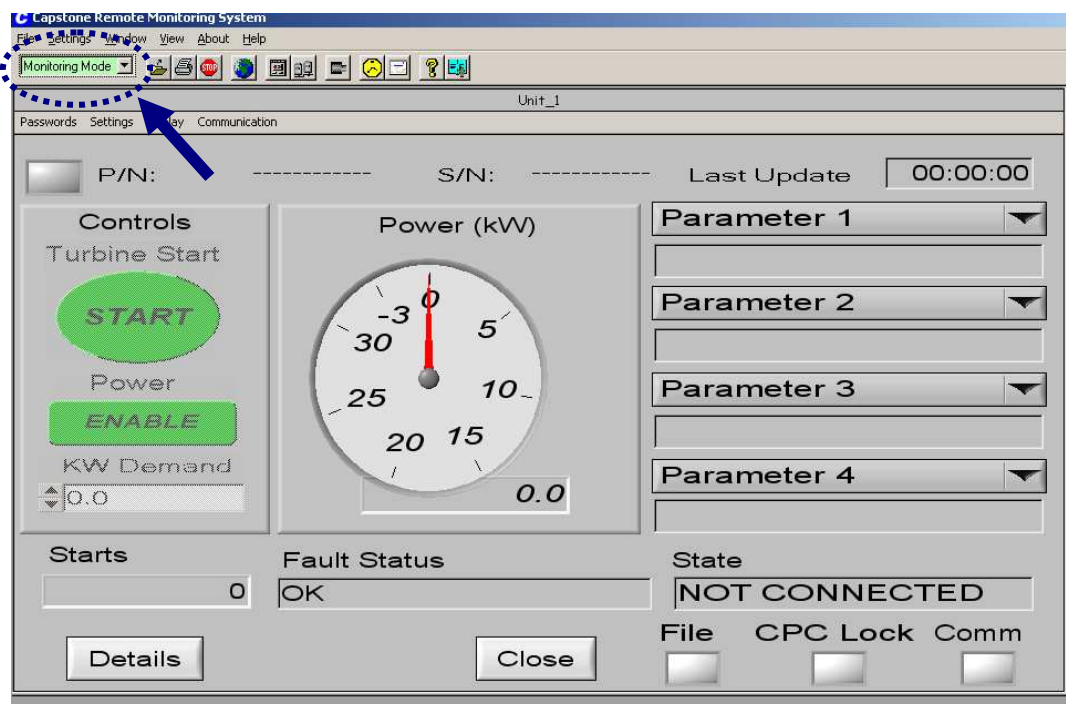 Capstone Remote Monitoring System
File Settings Window View About Help
Monitoring Mode
STOP
Unit_1
Passwords Settings Communication
P/N: ------------ S/N: ------------ Last Update 00:00:00
Controls
Turbine Start
START
Power
ENABLE
KW Demand
0.0
Power (kW)
-3 0 5 10 15 20 25 30
0.0
Parameter 1
Parameter 2
Parameter 3
Parameter 4
Starts
0
Fault Status
OK
State
NOT CONNECTED
File CPC Lock Comm
Details
Close